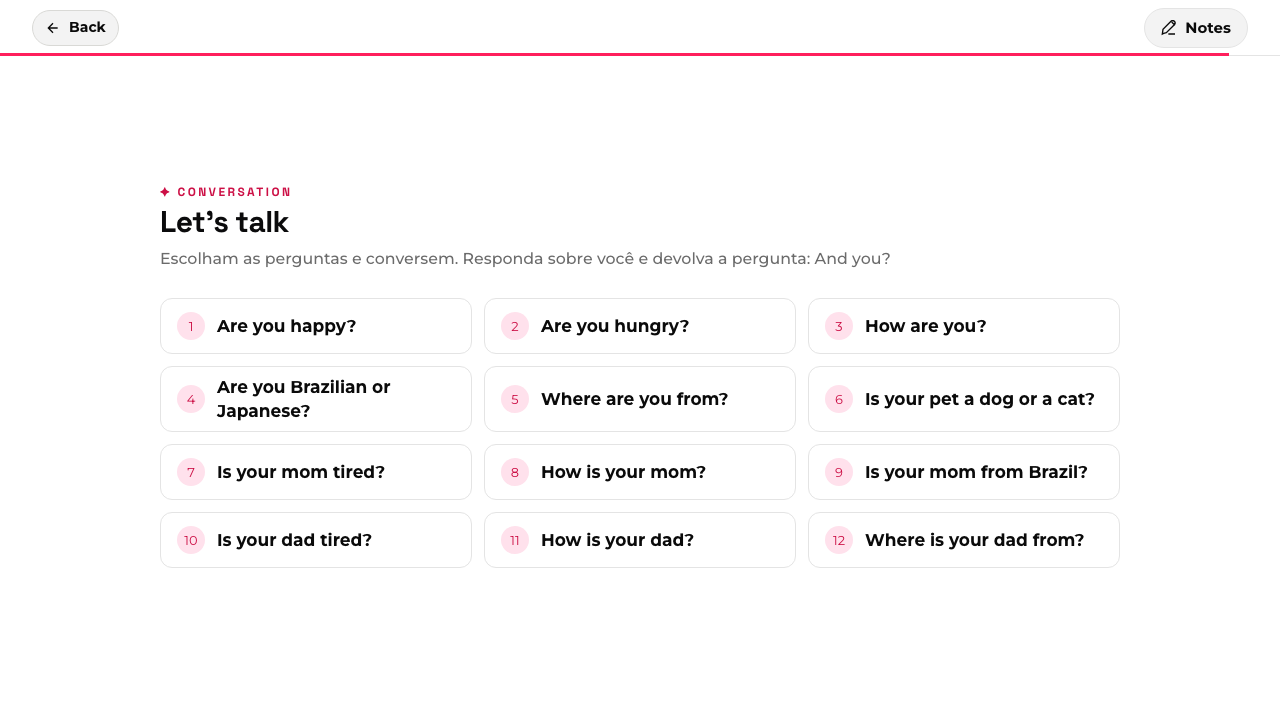 Back
Notes
CONVERSATION
Let's talk
Escolham as perguntas e conversem. Responda sobre você e devolva a pergunta: And you?
1 Are you happy?
2 Are you hungry?
3 How are you?
4 Are you Brazilian or
Japanese?
5 Where are you from?
6 Is your pet a dog or a cat?
7 Is your mom tired?
8 How is your mom?
9 Is your mom from Brazil?
10 Is your dad tired?
11 How is your dad?
12 Where is your dad from?